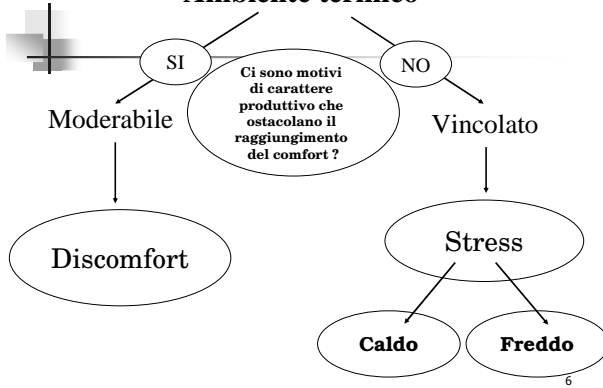 Ambiente termico
SI
NO
Ci sono motivi
di carattere
produttivo che
ostacolano il
raggiungimento
del comfort ?
Moderabile
Vincolato
Discomfort
Stress
Caldo
Freddo
6